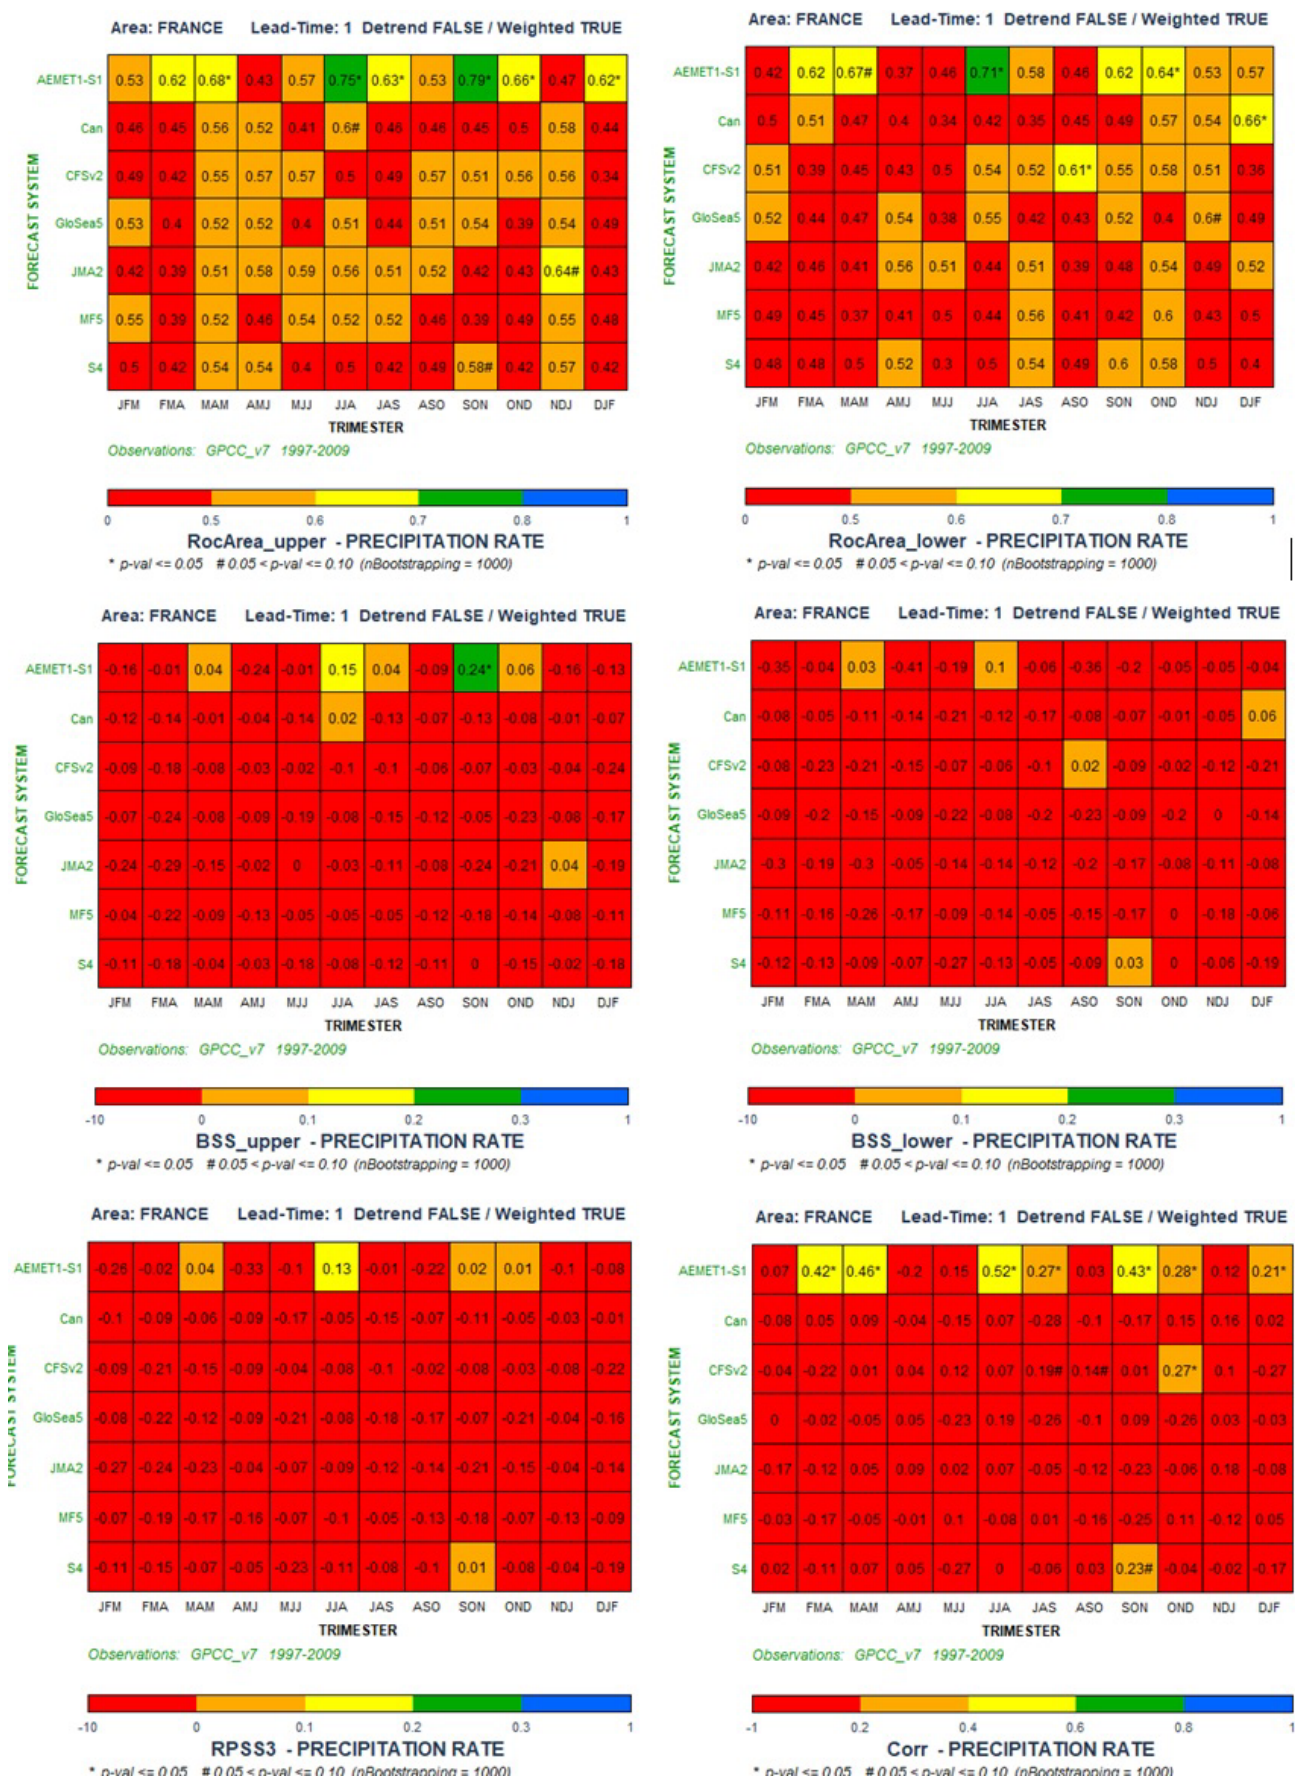 Area: FRANCE Lead-Time: 1 Detrend FALSE / Weighted TRUE
FORECAST SYSTEM
AEMET1-S1 0.53 0.62 0.68* 0.43 0.57 0.75* 0.63* 0.53 0.79* 0.66* 0.47 0.62*
Can 0.46 0.45 0.56 0.52 0.41 0.6# 0.46 0.46 0.45 0.5 0.58 0.44
CFSv2 0.49 0.42 0.55 0.57 0.57 0.5 0.49 0.57 0.51 0.56 0.56 0.34
GloSea5 0.53 0.4 0.52 0.52 0.4 0.51 0.44 0.51 0.54 0.39 0.54 0.49
JMA2 0.42 0.39 0.51 0.58 0.59 0.56 0.51 0.52 0.42 0.43 0.64# 0.43
MF5 0.55 0.39 0.52 0.46 0.54 0.52 0.52 0.46 0.39 0.49 0.55 0.48
S4 0.5 0.42 0.54 0.54 0.4 0.5 0.42 0.49 0.58# 0.42 0.57 0.42
JFM FMA MAM AMJ MJJ JJA JAS ASO SON OND NDJ DJF
TRIMESTER
Observations: GPCC_v7 1997-2009
0 0.5 0.6 0.7 0.8 1
RocArea_upper - PRECIPITATION RATE
* p-val <= 0.05 # 0.05 < p-val <= 0.10 (nBootstrapping = 1000)
Area: FRANCE Lead-Time: 1 Detrend FALSE / Weighted TRUE
FORECAST SYSTEM
AEMET1-S1 0.42 0.62 0.67# 0.37 0.46 0.71* 0.58 0.46 0.62 0.64* 0.53 0.57
Can 0.5 0.51 0.47 0.4 0.34 0.42 0.35 0.45 0.49 0.57 0.54 0.66*
CFSv2 0.51 0.39 0.45 0.43 0.5 0.54 0.52 0.61* 0.55 0.58 0.51 0.36
GloSea5 0.52 0.44 0.47 0.54 0.38 0.55 0.42 0.43 0.52 0.4 0.6# 0.49
JMA2 0.42 0.46 0.41 0.56 0.51 0.44 0.51 0.39 0.48 0.54 0.49 0.52
MF5 0.49 0.45 0.37 0.41 0.5 0.44 0.56 0.41 0.42 0.6 0.43 0.5
S4 0.48 0.48 0.5 0.52 0.3 0.5 0.54 0.49 0.6 0.58 0.5 0.4
JFM FMA MAM AMJ MJJ JJA JAS ASO SON OND NDJ DJF
TRIMESTER
Observations: GPCC_v7 1997-2009
0 0.5 0.6 0.7 0.8 1
RocArea_lower - PRECIPITATION RATE
* p-val <= 0.05 # 0.05 < p-val <= 0.10 (nBootstrapping = 1000)
Area: FRANCE Lead-Time: 1 Detrend FALSE / Weighted TRUE
FORECAST SYSTEM
AEMET1-S1 -0.16 -0.01 0.04 -0.24 -0.01 0.15 0.04 -0.09 0.24* 0.06 -0.16 -0.13
Can -0.12 -0.14 -0.01 -0.04 -0.14 0.02 -0.13 -0.07 -0.13 -0.08 -0.01 -0.07
CFSv2 -0.09 -0.18 -0.08 -0.03 -0.02 -0.1 -0.1 -0.06 -0.07 -0.03 -0.04 -0.24
GloSea5 -0.07 -0.24 -0.08 -0.09 -0.19 -0.08 -0.15 -0.12 -0.05 -0.23 -0.08 -0.17
JMA2 -0.24 -0.29 -0.15 -0.02 0 -0.03 -0.11 -0.08 -0.24 -0.21 0.04 -0.19
MF5 -0.04 -0.22 -0.09 -0.13 -0.05 -0.05 -0.05 -0.12 -0.18 -0.14 -0.08 -0.11
S4 -0.11 -0.18 -0.04 -0.03 -0.18 -0.08 -0.12 -0.11 0 -0.15 -0.02 -0.18
JFM FMA MAM AMJ MJJ JJA JAS ASO SON OND NDJ DJF
TRIMESTER
Observations: GPCC_v7 1997-2009
-10 0 0.1 0.2 0.3 1
BSS_upper - PRECIPITATION RATE
* p-val <= 0.05 # 0.05 < p-val <= 0.10 (nBootstrapping = 1000)
Area: FRANCE Lead-Time: 1 Detrend FALSE / Weighted TRUE
FORECAST SYSTEM
AEMET1-S1 -0.35 -0.04 0.03 -0.41 -0.19 0.1 -0.06 -0.36 -0.2 -0.05 -0.05 -0.04
Can -0.08 -0.05 -0.11 -0.14 -0.21 -0.12 -0.17 -0.08 -0.07 -0.01 -0.05 0.06
CFSv2 -0.08 -0.23 -0.21 -0.15 -0.07 -0.06 -0.1 0.02 -0.09 -0.02 -0.12 -0.21
GloSea5 -0.09 -0.2 -0.15 -0.09 -0.22 -0.08 -0.2 -0.23 -0.09 -0.2 0 -0.14
JMA2 -0.3 -0.19 -0.3 -0.05 -0.14 -0.14 -0.12 -0.2 -0.17 -0.08 -0.11 -0.08
MF5 -0.11 -0.16 -0.26 -0.17 -0.09 -0.14 -0.05 -0.15 -0.17 0 -0.18 -0.06
S4 -0.12 -0.13 -0.09 -0.07 -0.27 -0.13 -0.05 -0.09 0.03 0 -0.06 -0.19
JFM FMA MAM AMJ MJJ JJA JAS ASO SON OND NDJ DJF
TRIMESTER
Observations: GPCC_v7 1997-2009
-10 0 0.1 0.2 0.3 1
BSS_lower - PRECIPITATION RATE
* p-val <= 0.05 # 0.05 < p-val <= 0.10 (nBootstrapping = 1000)
Area: FRANCE Lead-Time: 1 Detrend FALSE / Weighted TRUE
FORECAST SYSTEM
AEMET1-S1 -0.26 -0.02 0.04 -0.33 -0.1 0.13 -0.01 -0.22 0.02 0.01 -0.1 -0.08
Can -0.1 -0.09 -0.06 -0.09 -0.17 -0.05 -0.15 -0.07 -0.11 -0.05 -0.03 -0.01
CFSv2 -0.09 -0.21 -0.15 -0.09 -0.04 -0.08 -0.1 -0.02 -0.08 -0.03 -0.08 -0.22
GloSea5 -0.08 -0.22 -0.12 -0.09 -0.21 -0.08 -0.18 -0.17 -0.07 -0.21 -0.04 -0.16
JMA2 -0.27 -0.24 -0.23 -0.04 -0.07 -0.09 -0.12 -0.14 -0.21 -0.15 -0.04 -0.14
MF5 -0.07 -0.19 -0.17 -0.16 -0.07 -0.1 -0.05 -0.13 -0.18 -0.07 -0.13 -0.09
S4 -0.11 -0.15 -0.07 -0.05 -0.23 -0.11 -0.08 -0.1 0.01 -0.08 -0.04 -0.19
JFM FMA MAM AMJ MJJ JJA JAS ASO SON OND NDJ DJF
TRIMESTER
Observations: GPCC_v7 1997-2009
-10 0 0.1 0.2 0.3 1
RPSS3 - PRECIPITATION RATE
* p-val <= 0.05 # 0.05 < p-val <= 0.10 (nBootstrapping = 1000)
Area: FRANCE Lead-Time: 1 Detrend FALSE / Weighted TRUE
FORECAST SYSTEM
AEMET1-S1 0.07 0.42* 0.46* -0.2 0.15 0.52* 0.27* 0.03 0.43* 0.28* 0.12 0.21*
Can -0.08 0.05 0.09 -0.04 -0.15 0.07 -0.28 -0.1 -0.17 0.15 0.16 0.02
CFSv2 -0.04 -0.22 0.01 0.04 0.12 0.07 0.19# 0.14# 0.01 0.27* 0.1 -0.27
GloSea5 0 -0.02 -0.05 0.05 -0.23 0.19 -0.26 -0.1 0.09 -0.26 0.03 -0.03
JMA2 -0.17 -0.12 0.05 0.09 0.02 0.07 -0.05 -0.12 -0.23 -0.06 0.18 -0.08
MF5 -0.03 -0.17 -0.05 -0.01 0.1 -0.08 0.01 -0.16 -0.25 0.11 -0.12 0.05
S4 0.02 -0.11 0.07 0.05 -0.27 0 -0.06 0.03 0.23# -0.04 -0.02 -0.17
JFM FMA MAM AMJ MJJ JJA JAS ASO SON OND NDJ DJF
TRIMESTER
Observations: GPCC_v7 1997-2009
-1 0.2 0.4 0.6 0.8 1
Corr - PRECIPITATION RATE
* p-val <= 0.05 # 0.05 < p-val <= 0.10 (nBootstrapping = 1000)